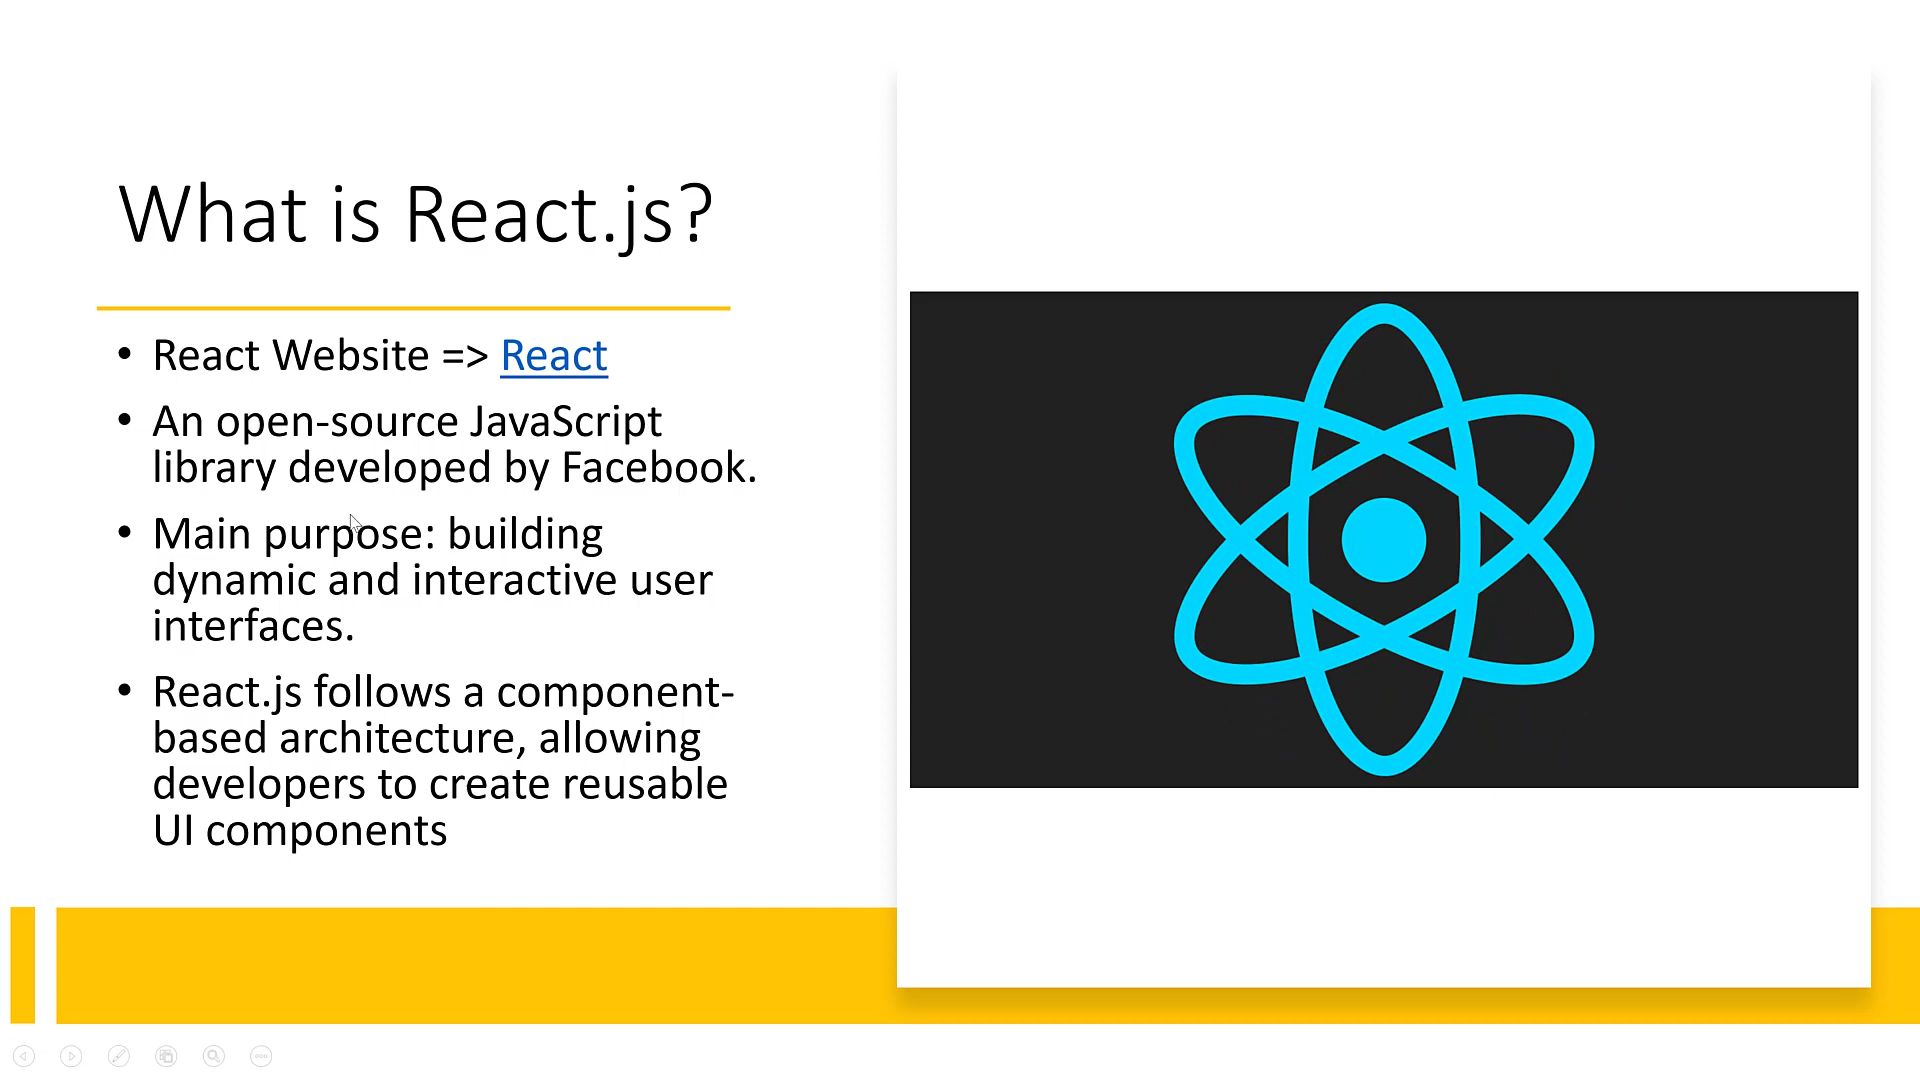 What is React.js?
• React Website => React
• An open-source JavaScript
library developed by Facebook.
• Main purpose: building
dynamic and interactive user
interfaces.
• React.js follows a component-
based architecture, allowing
developers to create reusable
UI components